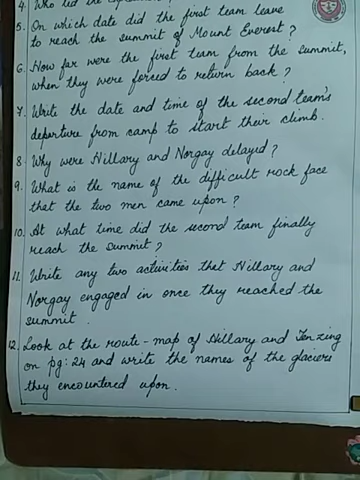 4. Who led the
5. On which date did the first team leave
to reach the summit of Mount Everest?
6. How far were the first team from the summit,
when they were forced to return back?
7. Write the date and time of the second team's
departure from camp to start their climb.
8. Why were Hillary and Norgay delayed?
9. What is the name of the difficult rock face
that the two men came upon?
10. At what time did the second team finally
reach the summit?
11. Write any two activities that Hillary and
Norgay engaged in once they reached the
summit.
12. Look at the route-map of Hillary and Tenzing
on pg: 24 and write the names of the glaciers
they encountered upon.